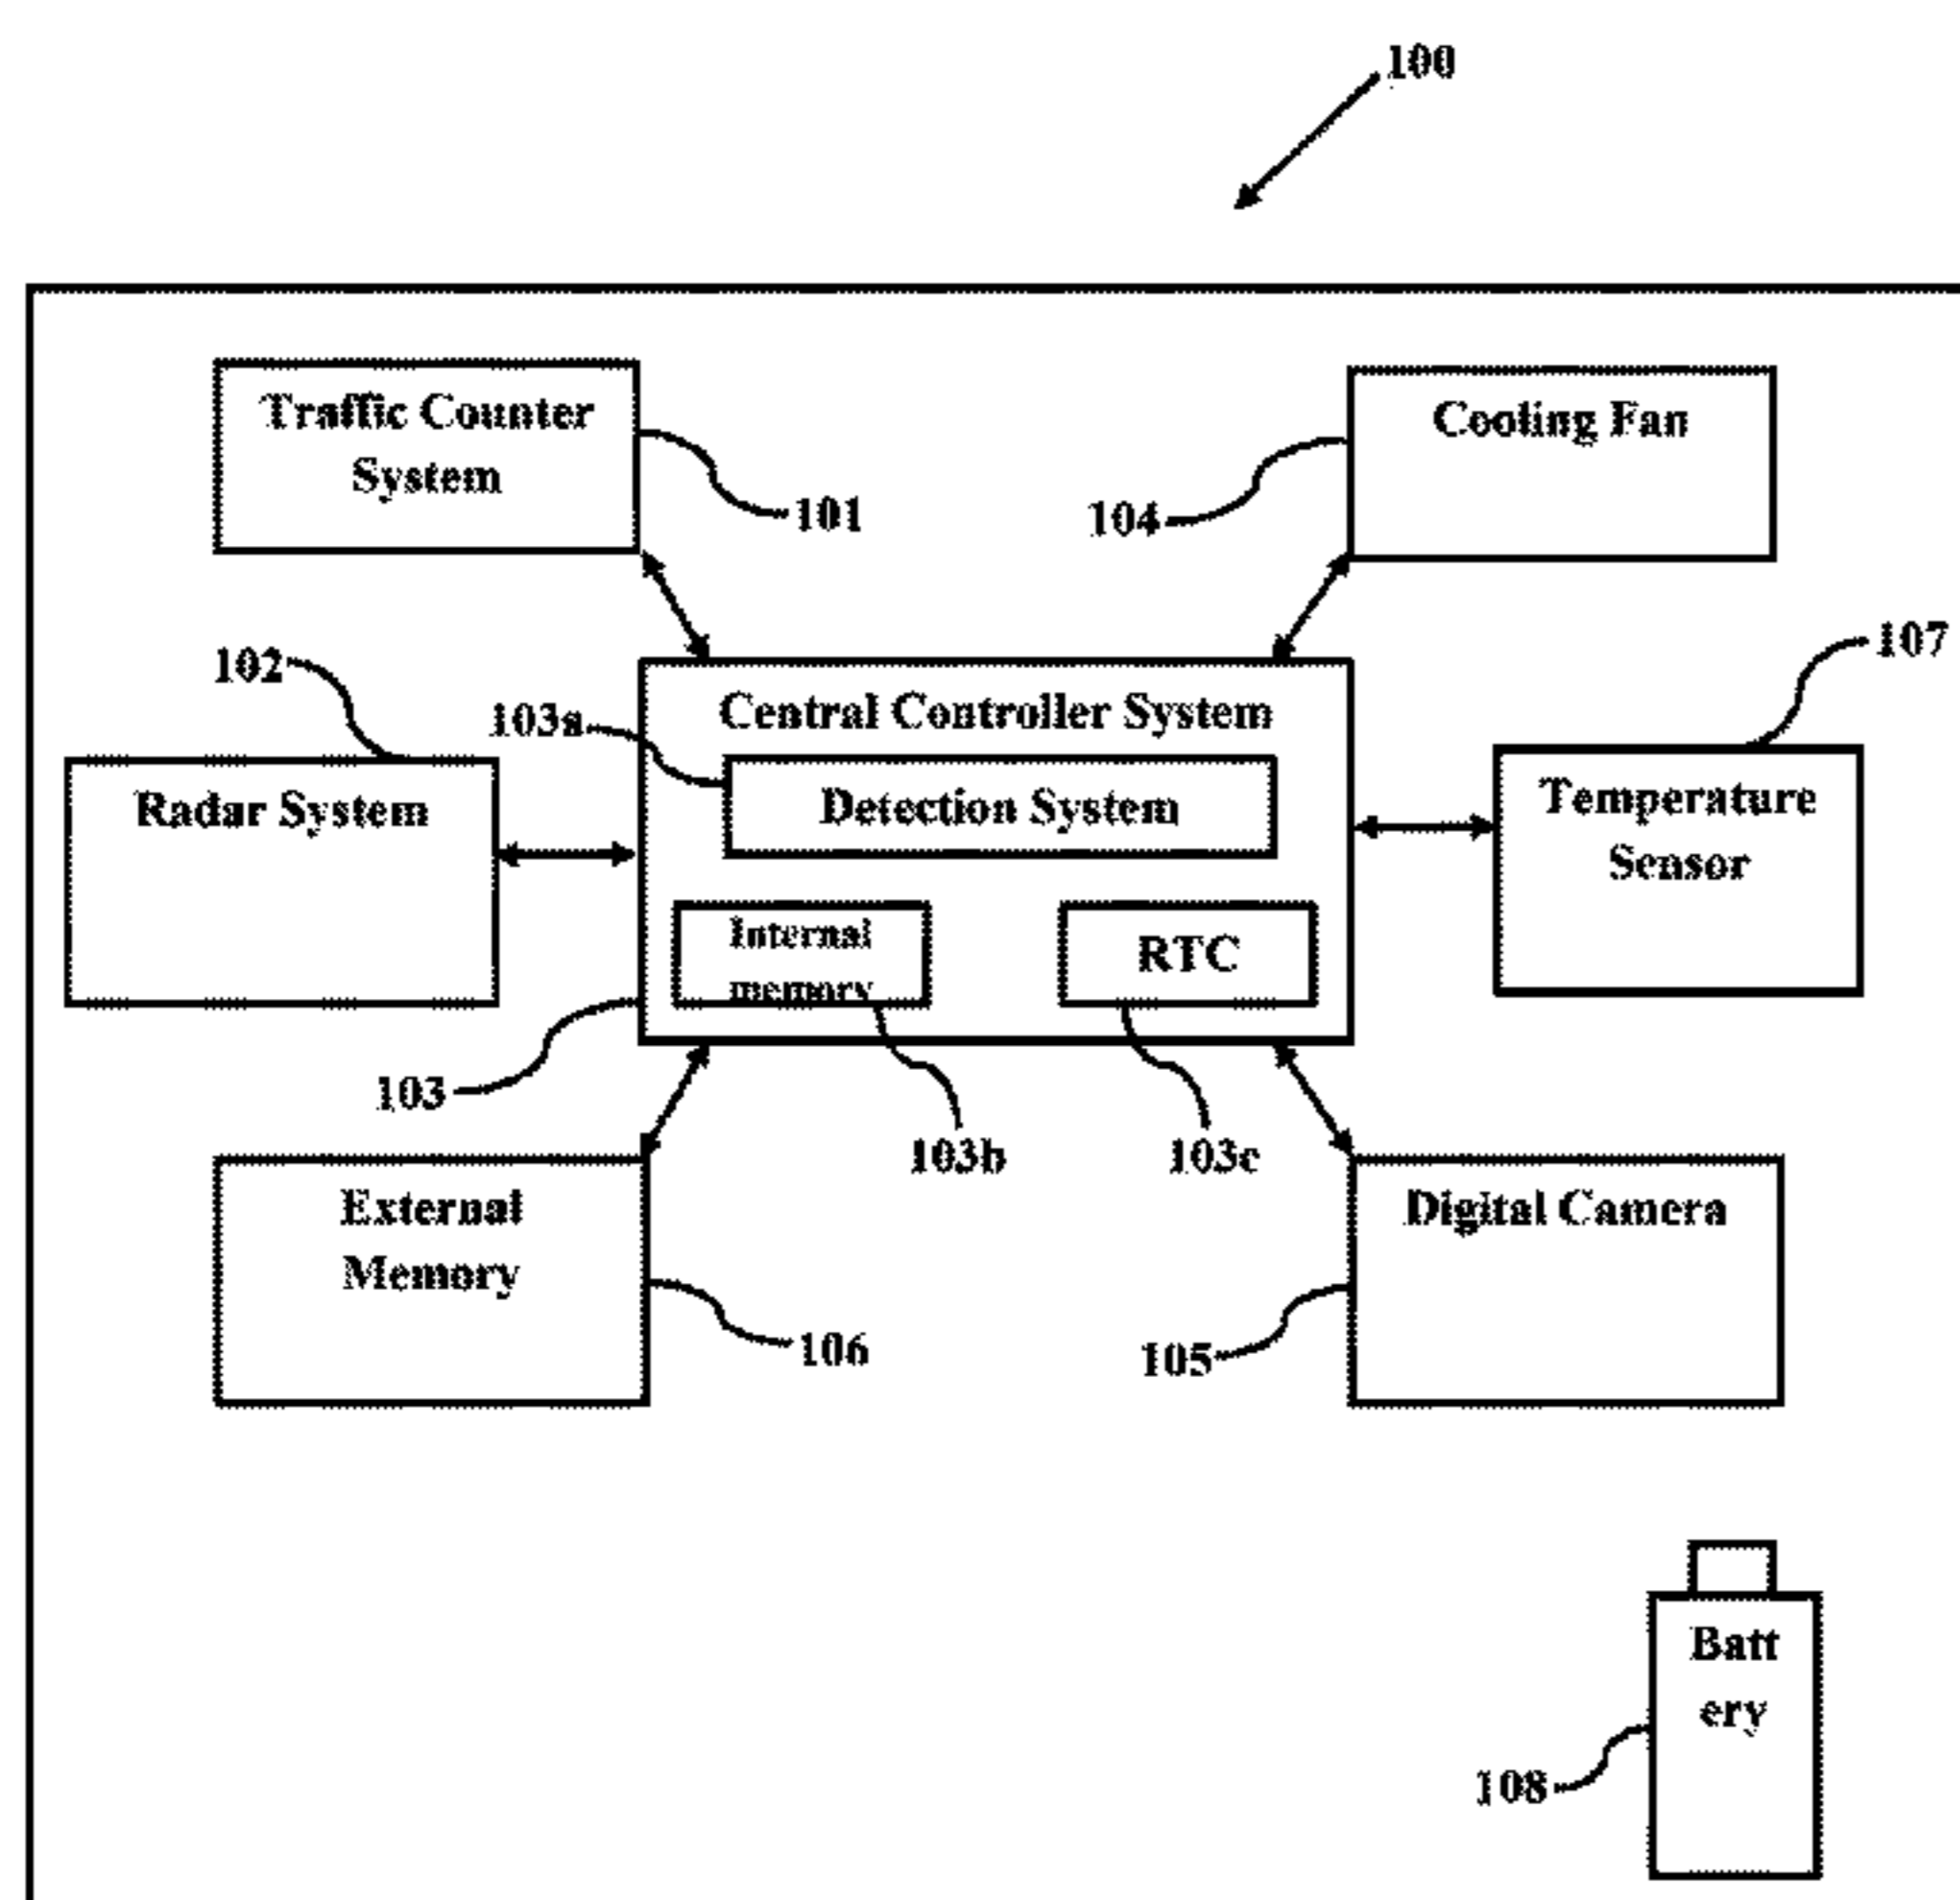 100
Traffic Counter
System
Cooling Fan
101
104
102
107
103a
Central Controller System
Radar System
Detection System
Temperature
Sensor
Internal
memory
RTC
103
103b
103c
External
Memory
Digital Camera
106
105
Batt
ery
108